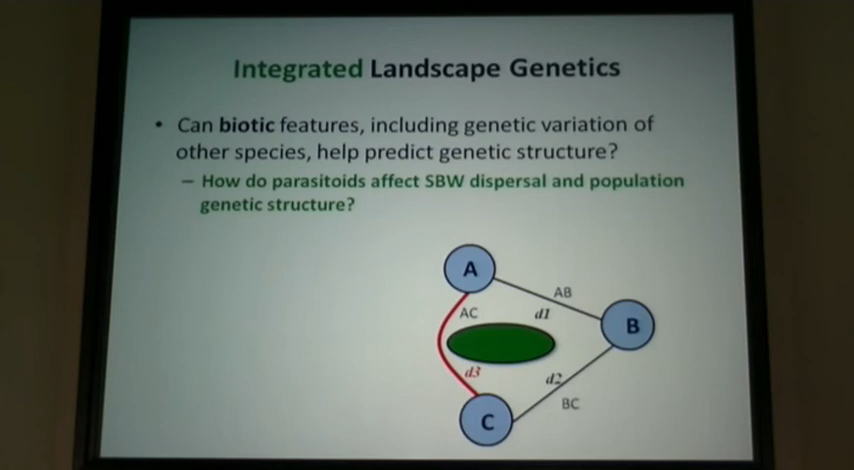 Integrated Landscape Genetics
• Can biotic features, including genetic variation of
other species, help predict genetic structure?
– How do parasitoids affect SBW dispersal and population
genetic structure?
A
AB
AC
d1
B
d3
d2
BC
C